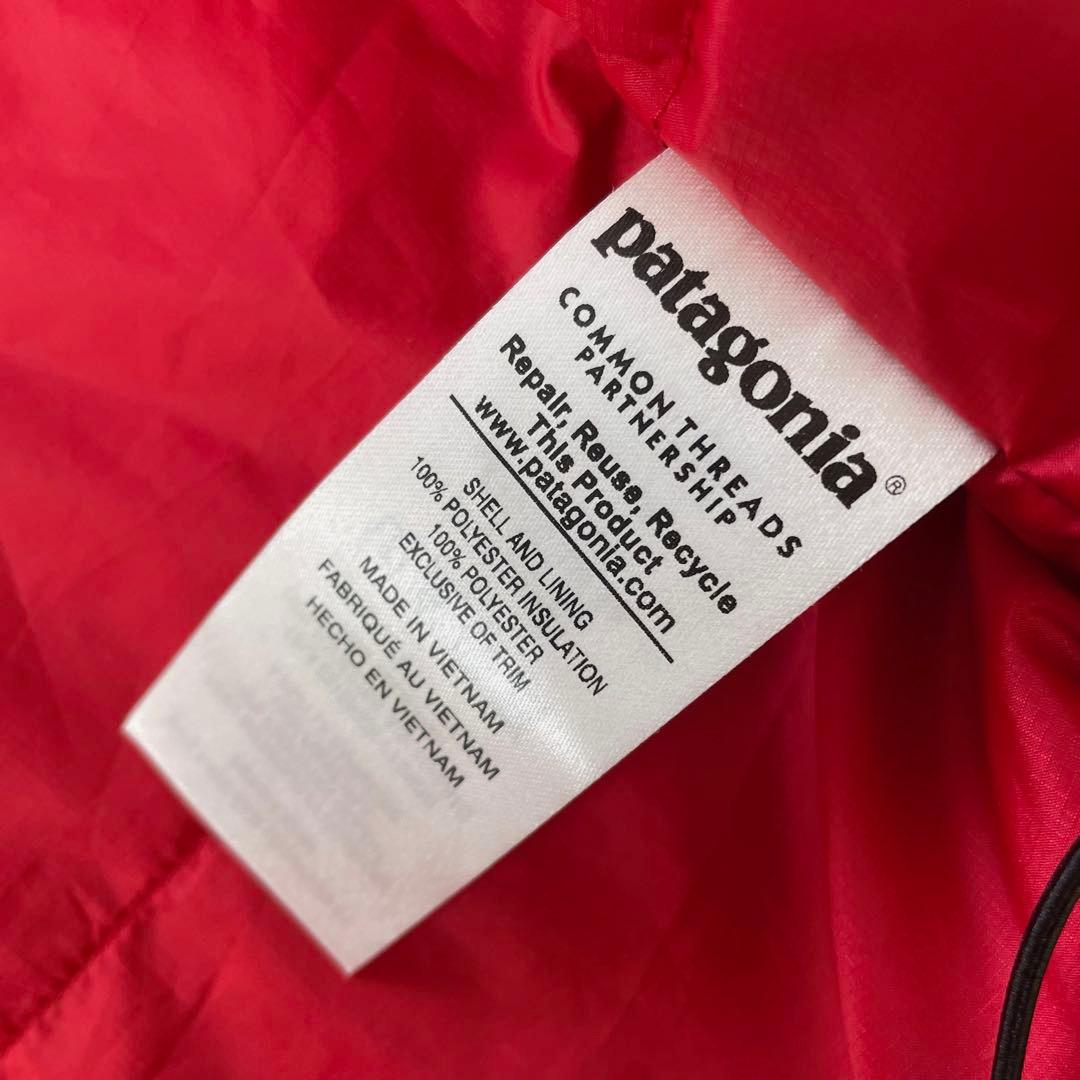 patagonia®
COMMON THREADS
PARTNERSHIP
Repair, Reuse, Recycle
This Product
www.patagonia.com
SHELL AND LINING
100% POLYESTER INSULATION
100% POLYESTER
EXCLUSIVE OF TRIM
MADE IN VIETNAM
FABRIQUÉ AU VIETNAM
HECHO EN VIETNAM